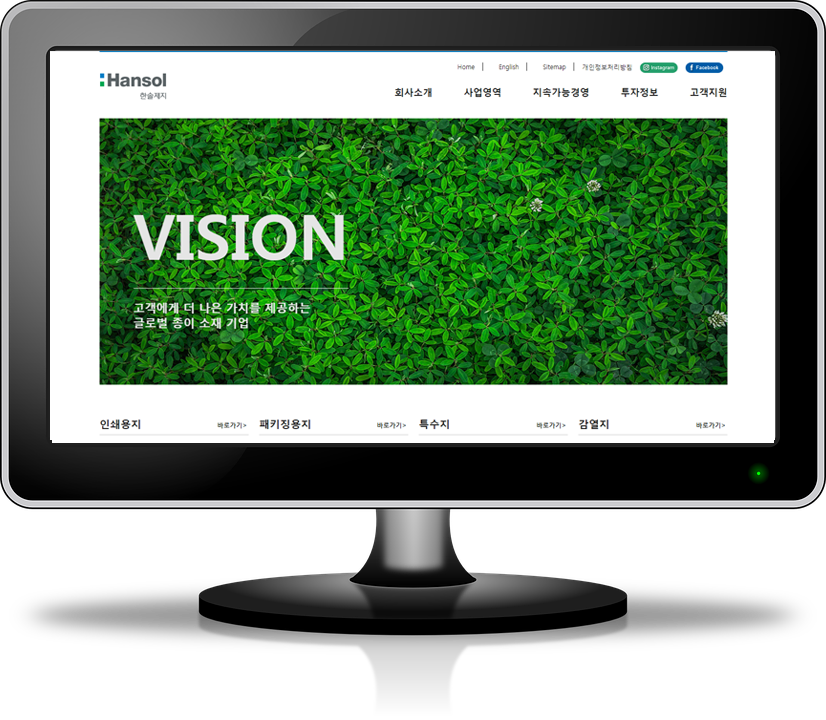 Home | English | Sitemap | 개인정보처리방침 Instagram Facebook
Hansol
한솔제지
회사소개 사업영역 지속가능경영 투자정보 고객지원
VISION
고객에게 더 나은 가치를 제공하는
글로벌 종이 소재 기업
인쇄용지 바로가기> 패키징용지 바로가기> 특수지 바로가기> 감열지 바로가기>